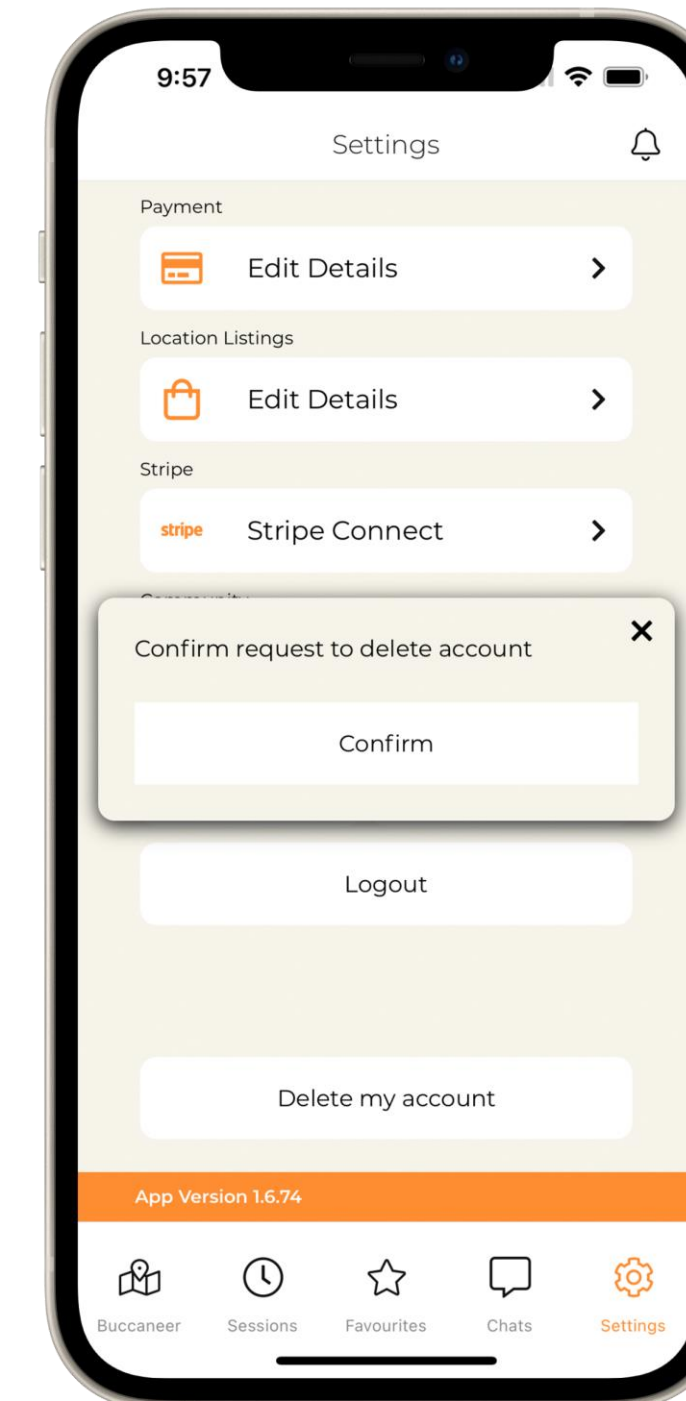 9:57
Settings
Payment
Edit Details
Location Listings
Edit Details
Stripe
stripe Stripe Connect
Community
Confirm request to delete account
Confirm
Logout
Delete my account
App Version 1.6.74
Buccaneer Sessions Favourites Chats Settings